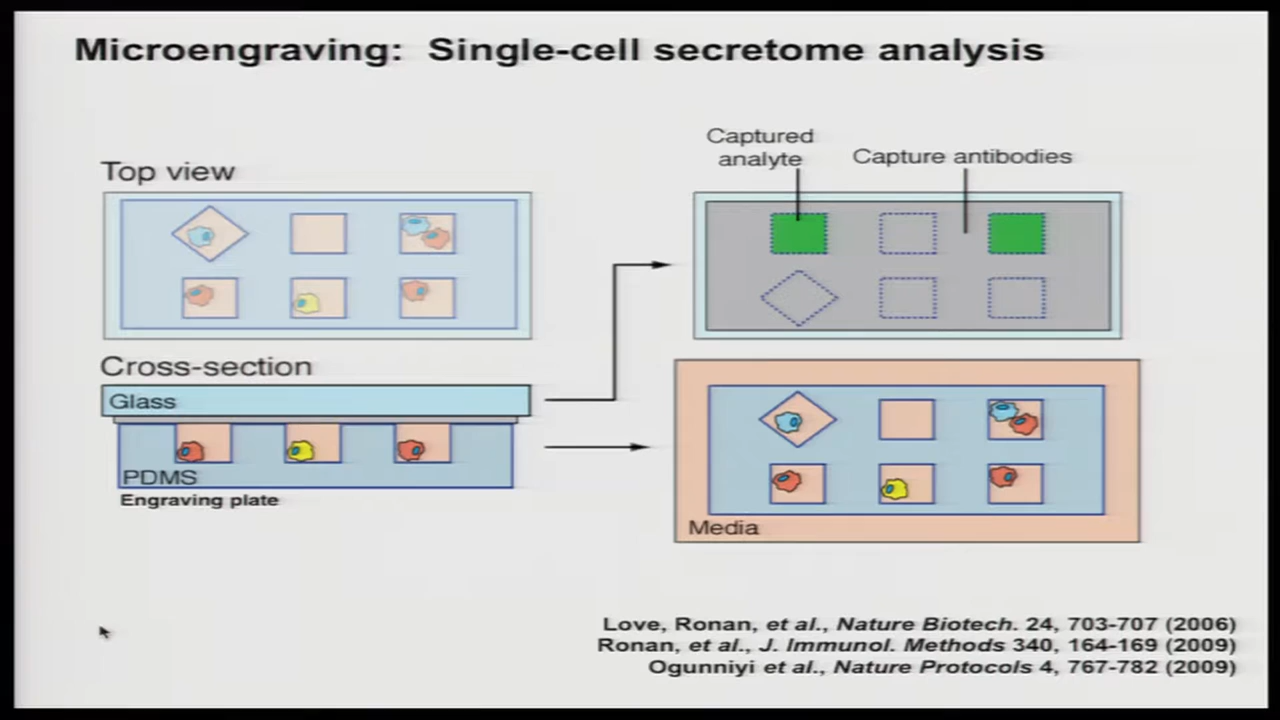 Microengraving: Single-cell secretome analysis
Top view
Captured
analyte
Capture antibodies
Cross-section
Glass
PDMS
Engraving plate
Media
Love, Ronan, et al., Nature Biotech. 24, 703-707 (2006)
Ronan, et al., J. Immunol. Methods 340, 164-169 (2009)
Ogunniyi et al., Nature Protocols 4, 767-782 (2009)